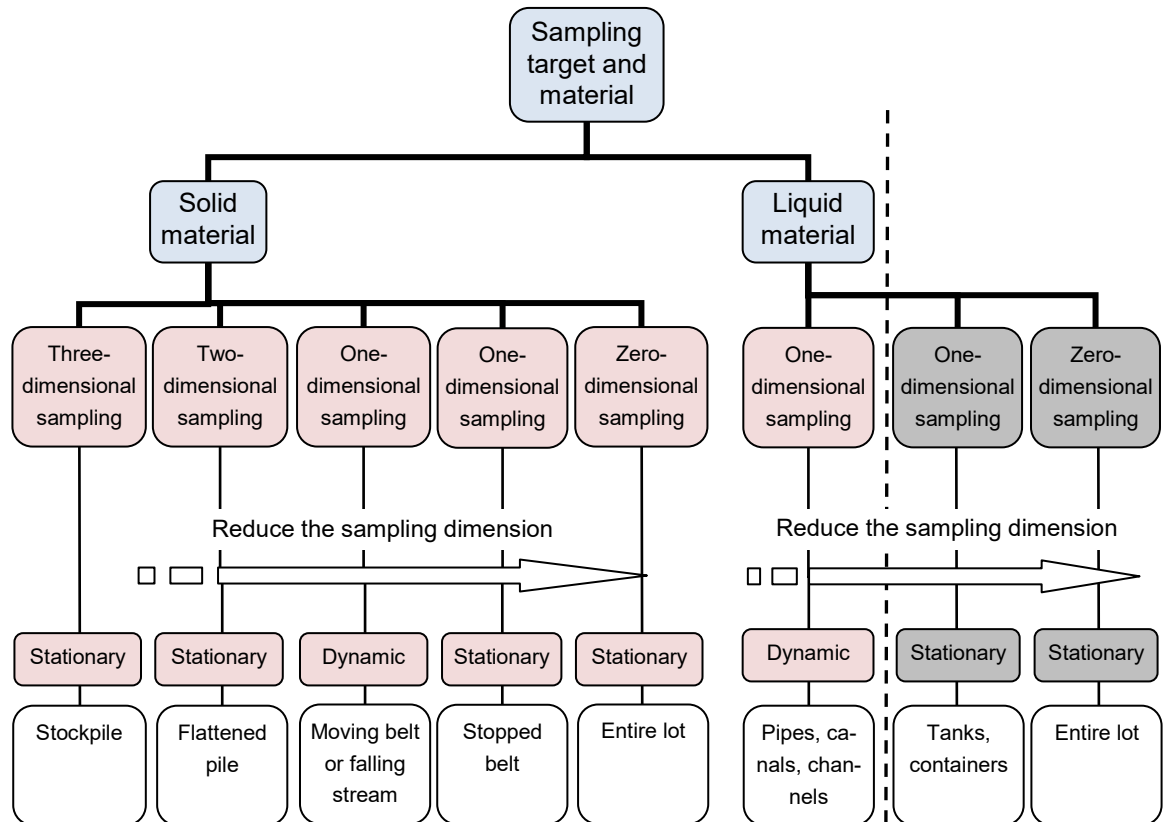 Sampling
target and
material
Solid
material
Liquid
material
Three-
dimensional
sampling
Two-
dimensional
sampling
One-
dimensional
sampling
One-
dimensional
sampling
Zero-
dimensional
sampling
One-
dimensional
sampling
One-
dimensional
sampling
Zero-
dimensional
sampling
Reduce the sampling dimension
Reduce the sampling dimension
Stationary
Stationary
Dynamic
Stationary
Stationary
Dynamic
Stationary
Stationary
Stockpile
Flattened
pile
Moving belt
or falling
stream
Stopped
belt
Entire lot
Pipes, ca-
nals, chan-
nels
Tanks,
containers
Entire lot